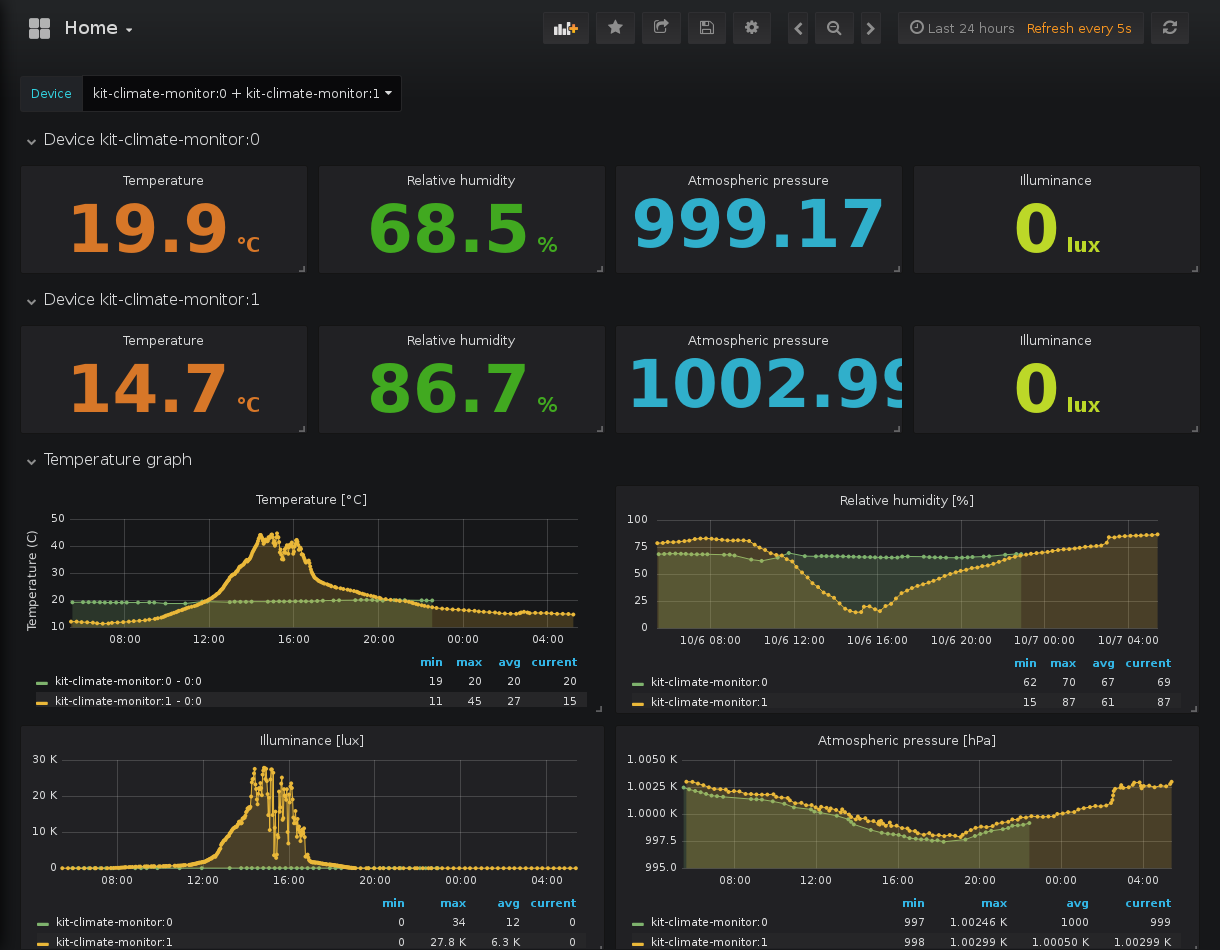 Home
Last 24 hours Refresh every 5s
Device kit-climate-monitor:0 + kit-climate-monitor:1
Device kit-climate-monitor:0
Temperature Relative humidity Atmospheric pressure Illuminance
19.9 °C 68.5 % 999.17 0 lux
Device kit-climate-monitor:1
Temperature Relative humidity Atmospheric pressure Illuminance
14.7 °C 86.7 % 1002.99 0 lux
Temperature graph
Temperature [°C]
Temperature (C)
50
40
30
20
10
08:00 12:00 16:00 20:00 00:00 04:00
min max avg current
kit-climate-monitor:0 - 0:0 19 20 20 20
kit-climate-monitor:1 - 0:0 11 45 27 15
Relative humidity [%]
100
75
50
25
0
10/6 08:00 10/6 12:00 10/6 16:00 10/6 20:00 10/7 00:00 10/7 04:00
min max avg current
kit-climate-monitor:0 62 70 67 69
kit-climate-monitor:1 15 87 61 87
Illuminance [lux]
30 K
20 K
10 K
0
08:00 12:00 16:00 20:00 00:00 04:00
min max avg current
kit-climate-monitor:0 0 34 12 0
kit-climate-monitor:1 0 27.8 K 6.3 K 0
Atmospheric pressure [hPa]
1.0050 K
1.0025 K
1.0000 K
997.5
995.0
08:00 12:00 16:00 20:00 00:00 04:00
min max avg current
kit-climate-monitor:0 997 1.00246 K 1000 999
kit-climate-monitor:1 998 1.00299 K 1.00050 K 1.00299 K